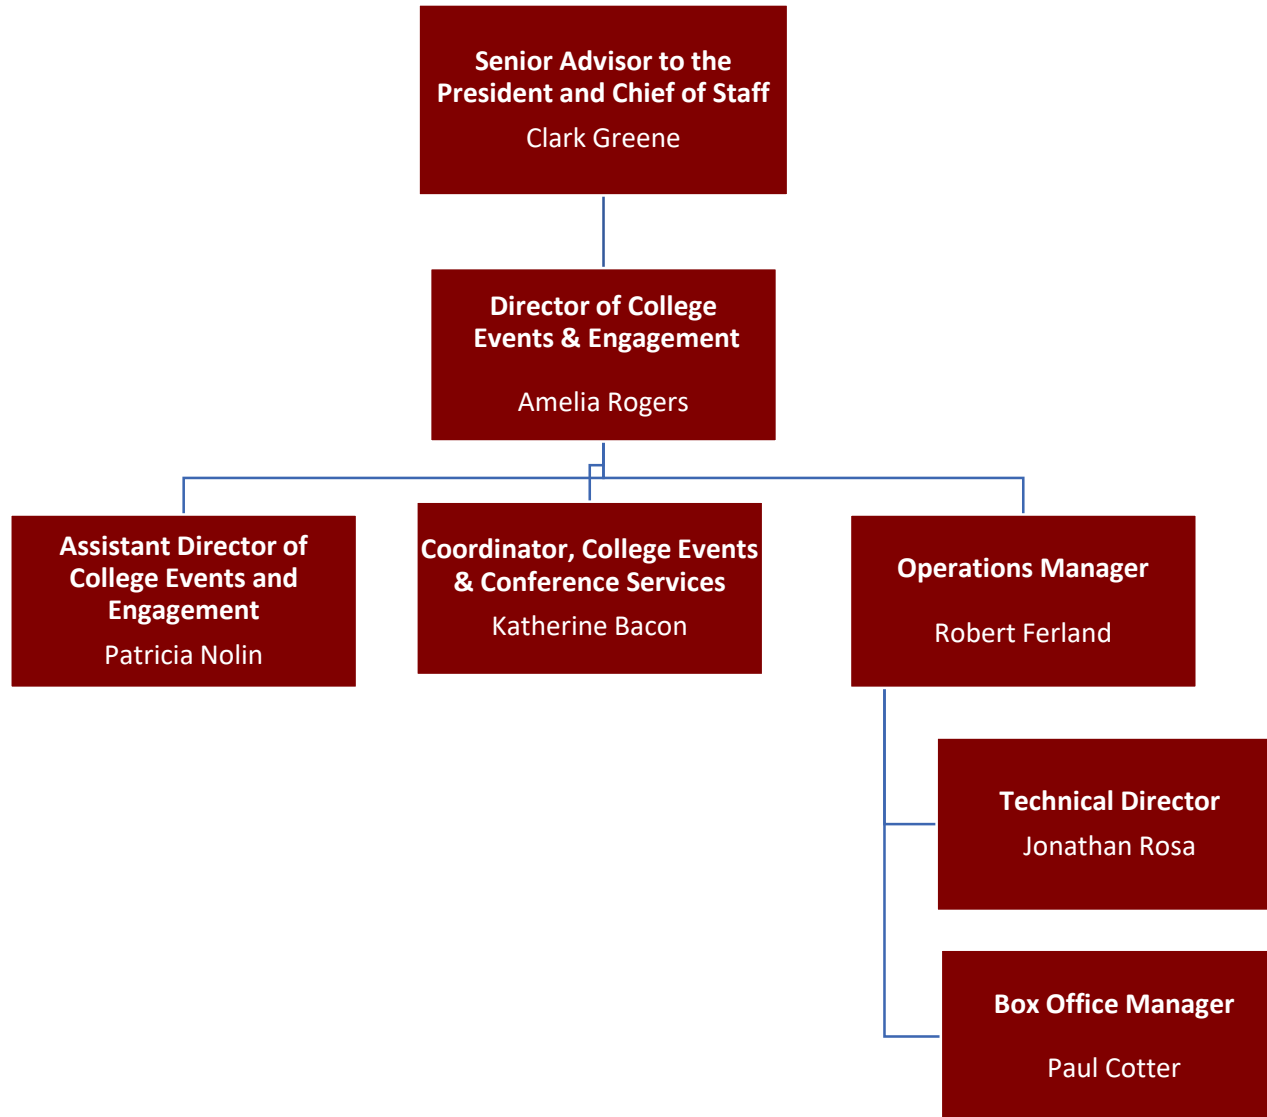 Senior Advisor to the
President and Chief of Staff
Clark Greene
Director of College
Events & Engagement
Amelia Rogers
Assistant Director of
College Events and
Engagement
Patricia Nolin
Coordinator, College Events
& Conference Services
Katherine Bacon
Operations Manager
Robert Ferland
Technical Director
Jonathan Rosa
Box Office Manager
Paul Cotter